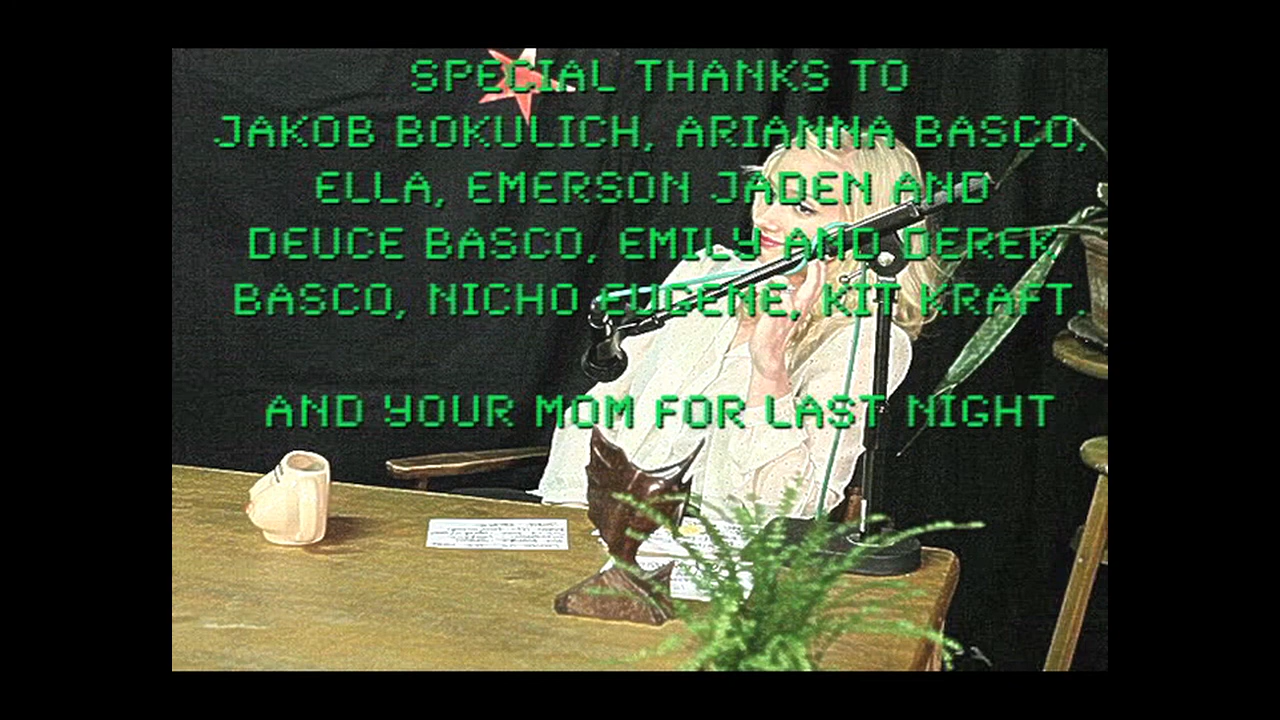 SPECIAL THANKS TO
JAKOB BOKULICH, ARIANNA BASCO,
ELLA, EMERSON JADEN AND
DEUCE BASCO, EMILY AND DEREK
BASCO, NICHO EUGENE, KIT KRAFT.
AND YOUR MOM FOR LAST NIGHT